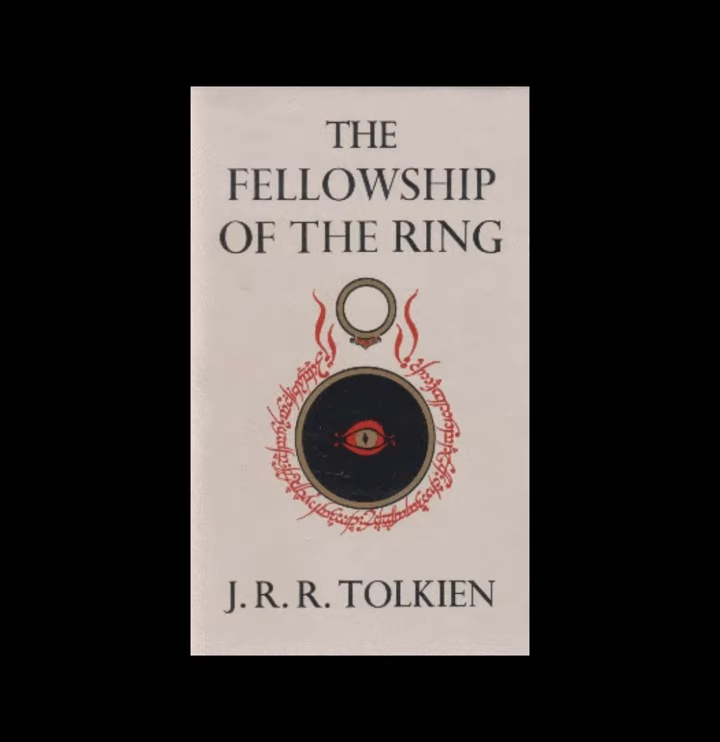 THE
FELLOWSHIP
OF THE RING
J. R. R. TOLKIEN